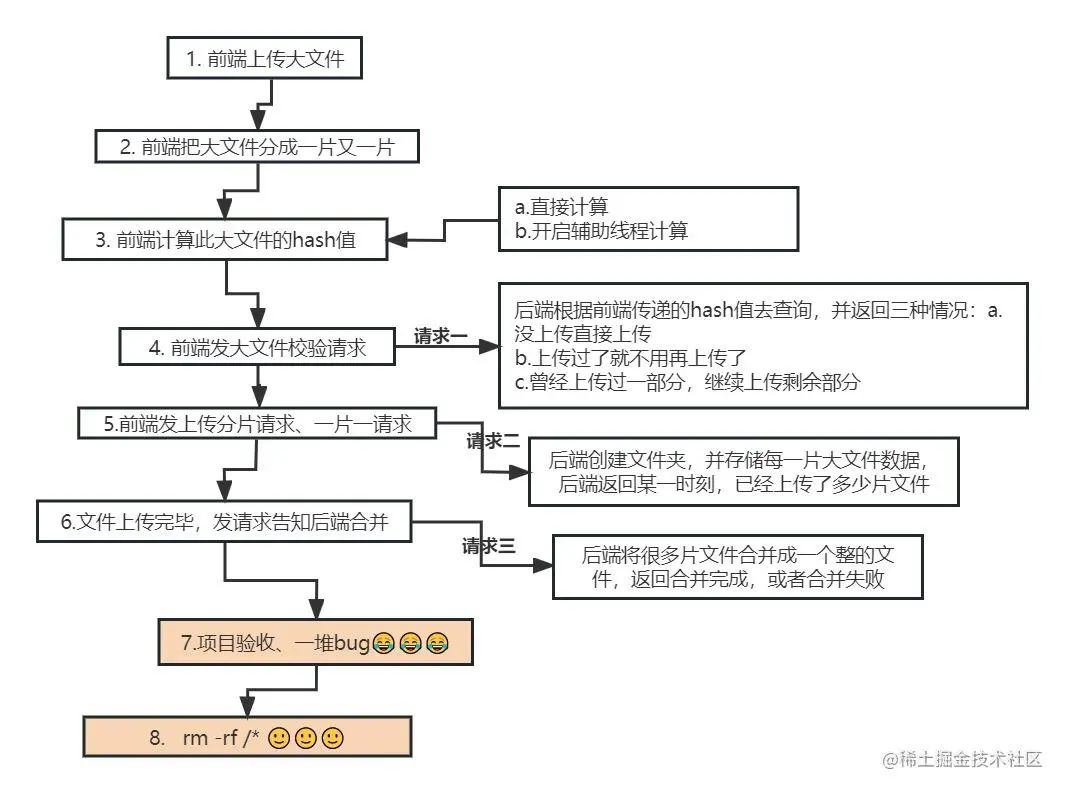 1. 前端上传大文件
2. 前端把大文件分成一片又一片
a.直接计算
b.开启辅助线程计算
3. 前端计算此大文件的hash值
后端根据前端传递的hash值去查询，并返回三种情况：a.
没上传直接上传
b.上传过了就不用再上传了
c.曾经上传过一部分，继续上传剩余部分
4. 前端发大文件校验请求
请求一
5.前端发上传分片请求、一片一请求
请求二
后端创建文件夹，并存储每一片大文件数据，
后端返回某一时刻，已经上传了多少片文件
6.文件上传完毕，发请求告知后端合并
请求三
后端将很多片文件合并成一个整的文
件，返回合并完成，或者合并失败
7.项目验收、一堆bug😂😂😂
8. rm -rf /* 🙂🙂🙂
@稀土掘金技术社区